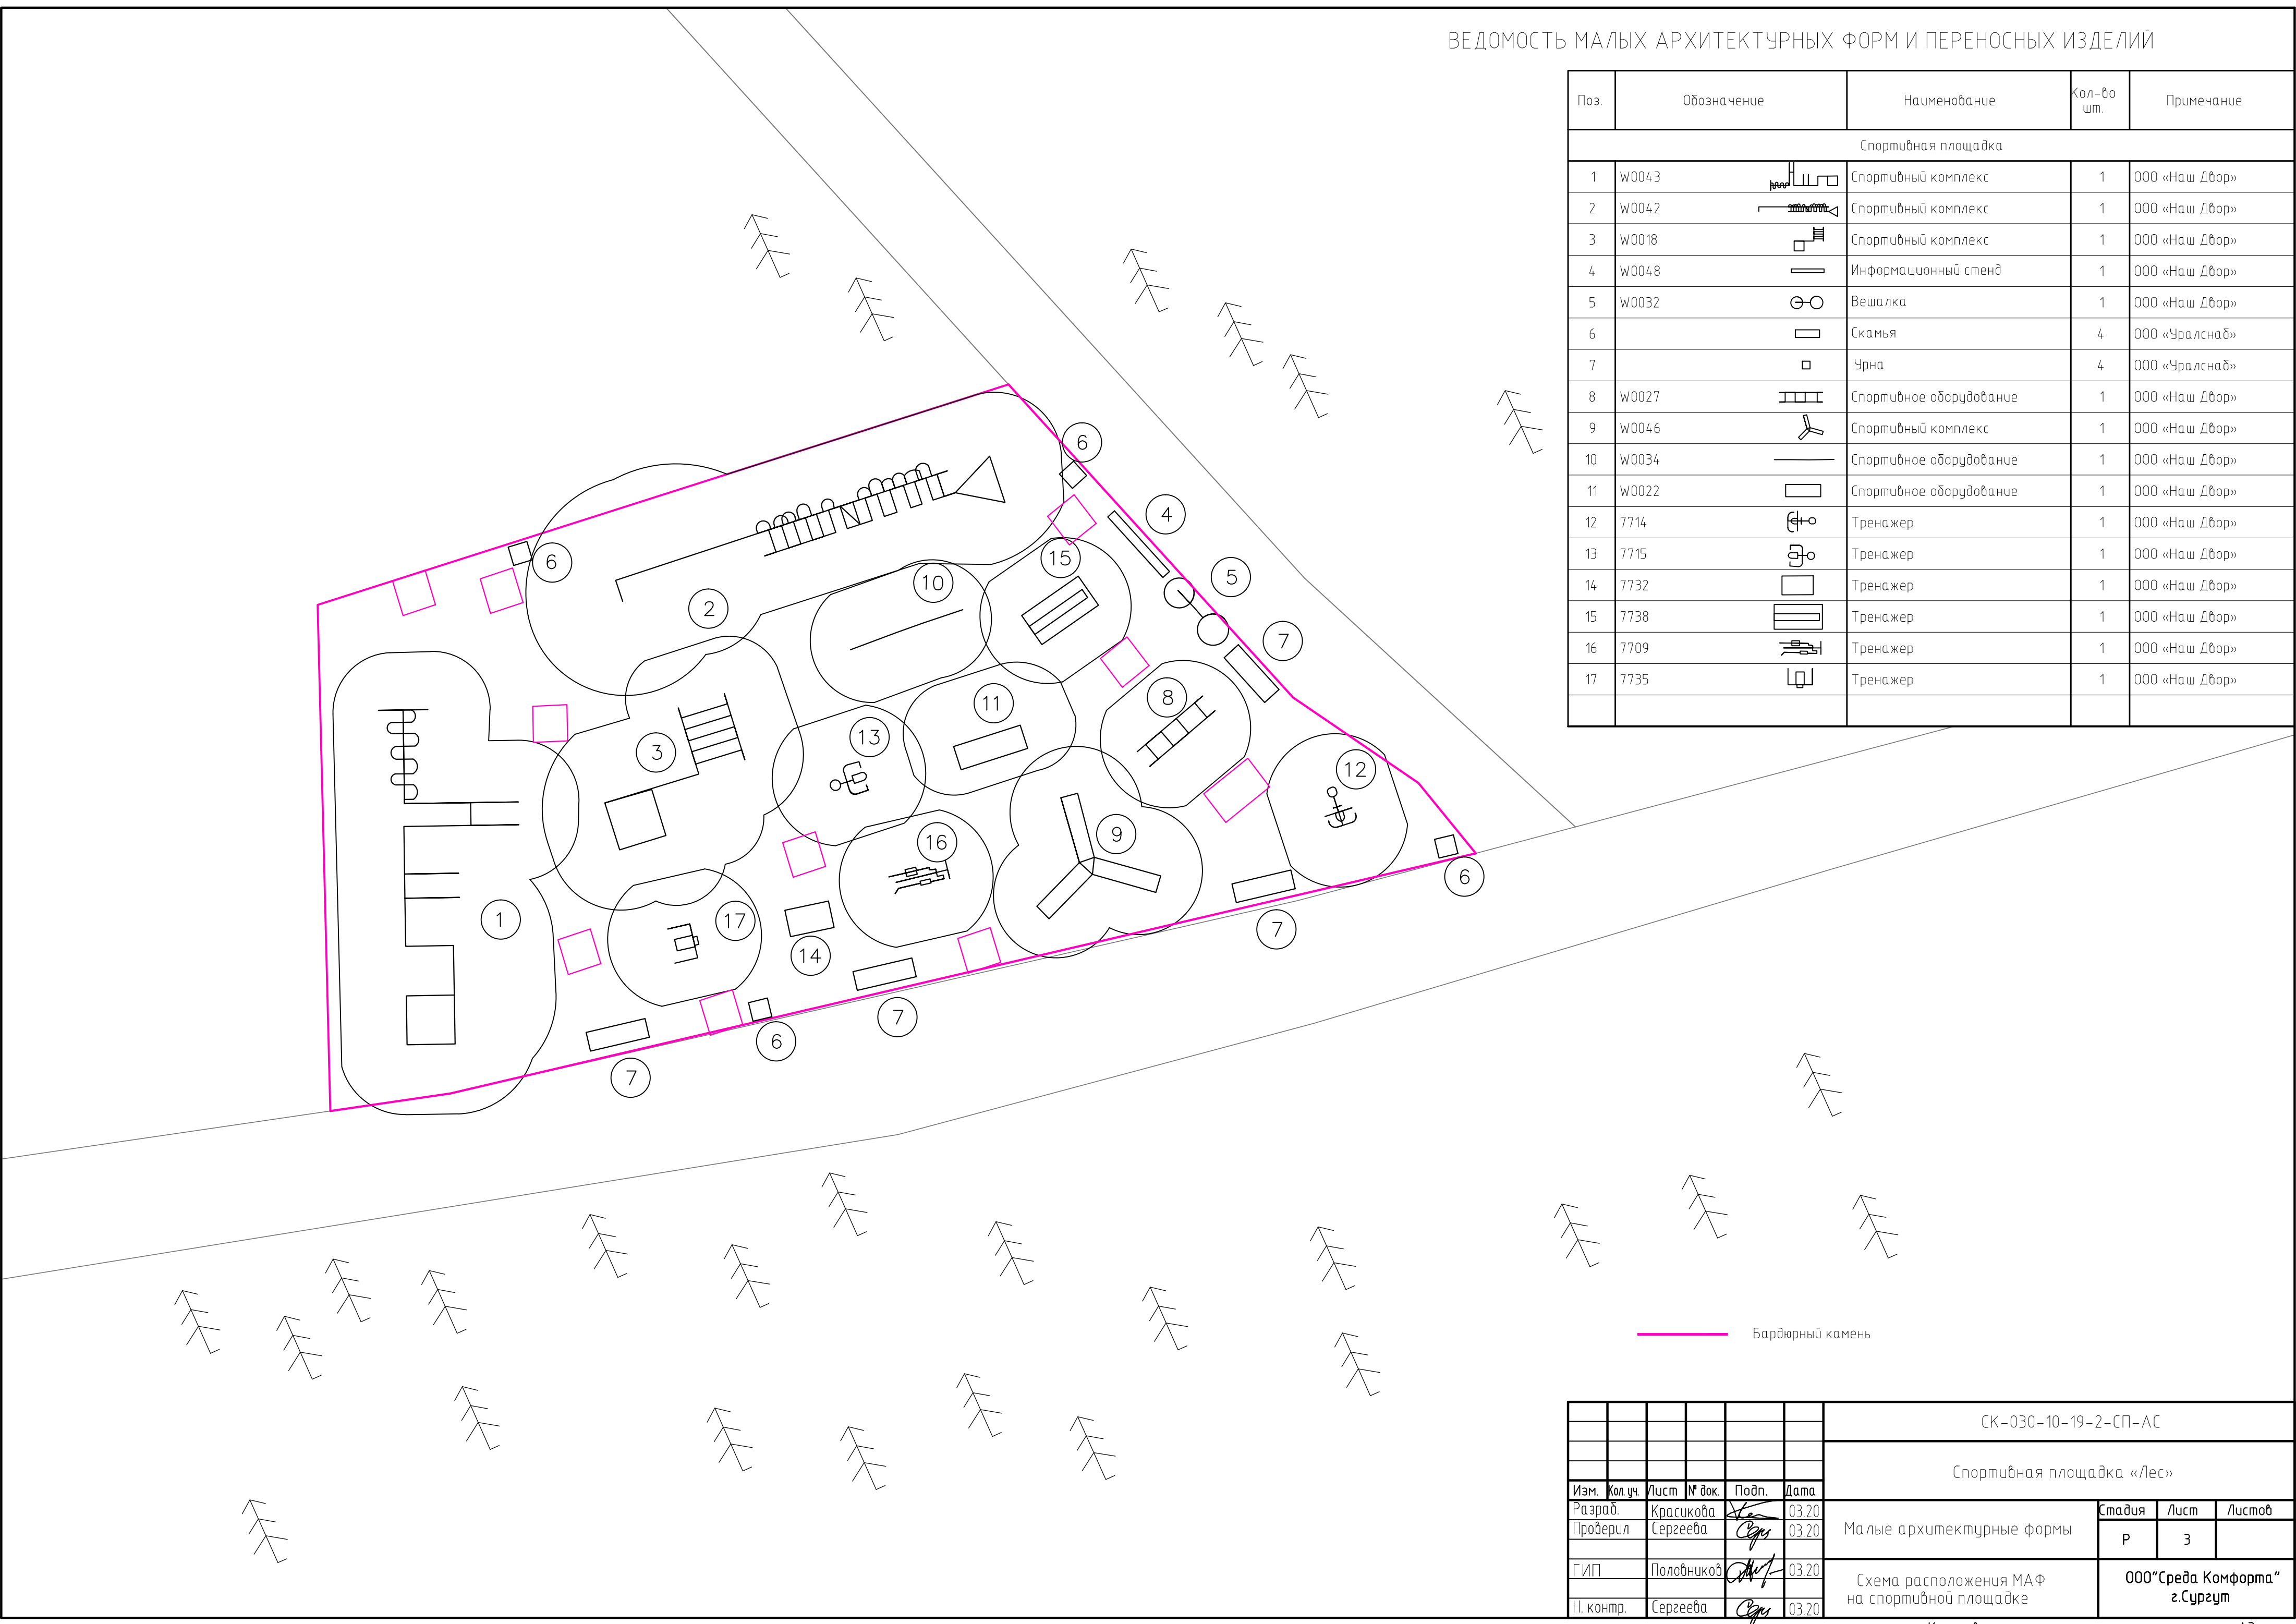 ВЕДОМОСТЬ МАЛЫХ АРХИТЕКТУРНЫХ ФОРМ И ПЕРЕНОСНЫХ ИЗДЕЛИЙ
Поз. Обозначение Наименование Кол-во шт. Примечание
Спортивная площадка
1 W0043 Спортивный комплекс 1 ООО «Наш Двор»
2 W0042 Спортивный комплекс 1 ООО «Наш Двор»
3 W0018 Спортивный комплекс 1 ООО «Наш Двор»
4 W0048 Информационный стенд 1 ООО «Наш Двор»
5 W0032 Вешалка 1 ООО «Наш Двор»
6 Скамья 4 ООО «Уралснаб»
7 Урна 4 ООО «Уралснаб»
8 W0027 Спортивное оборудование 1 ООО «Наш Двор»
9 W0046 Спортивный комплекс 1 ООО «Наш Двор»
10 W0034 Спортивное оборудование 1 ООО «Наш Двор»
11 W0022 Спортивное оборудование 1 ООО «Наш Двор»
12 7714 Тренажер 1 ООО «Наш Двор»
13 7715 Тренажер 1 ООО «Наш Двор»
14 7732 Тренажер 1 ООО «Наш Двор»
15 7738 Тренажер 1 ООО «Наш Двор»
16 7709 Тренажер 1 ООО «Наш Двор»
17 7735 Тренажер 1 ООО «Наш Двор»
6
4
15
6
5
10
2
7
8
11
13
3
12
9
16
6
1
17
7
14
7
6
7
Бардюрный камень
СК-030-10-19-2-СП-АС
Спортивная площадка «Лес»
Изм. Кол. уч. Лист № док. Подп. Дата
Разраб. Красикова 03.20
Проверил Сергеева 03.20
ГИП Половников 03.20
Н. контр. Сергеева 03.20
Малые архитектурные формы
Стадия Лист Листов
Р 3
Схема расположения МАФ
на спортивной площадке
ООО"Среда Комфорта"
г.Сургут